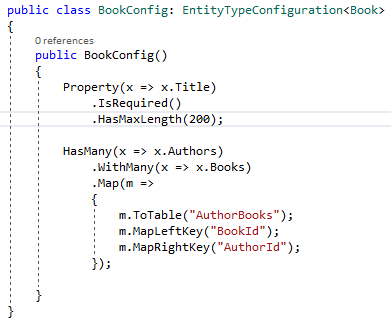 public class BookConfig: EntityTypeConfiguration<Book>
{
0 references
public BookConfig()
{
Property(x => x.Title)
.IsRequired()
.HasMaxLength(200);
HasMany(x => x.Authors)
.WithMany(x => x.Books)
.Map(m =>
{
m.ToTable("AuthorBooks");
m.MapLeftKey("BookId");
m.MapRightKey("AuthorId");
});
}
}